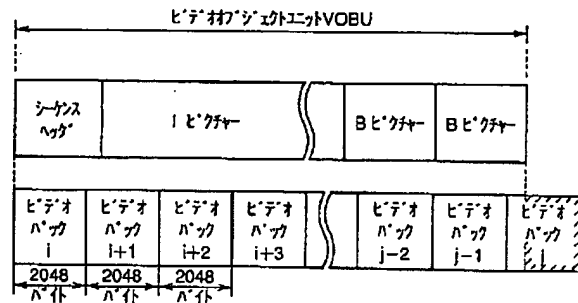 ビデオオブジェクトユニットVOBU
シーケンス
ヘッダ
I ピクチャー
B ピクチャー
B ピクチャー
ビデオ
パック
i
ビデオ
パック
i+1
ビデオ
パック
i+2
ビデオ
パック
i+3
ビデオ
パック
j-2
ビデオ
パック
j-1
ビデオ
パック
j
2048
バイト
2048
バイト
2048
バイト